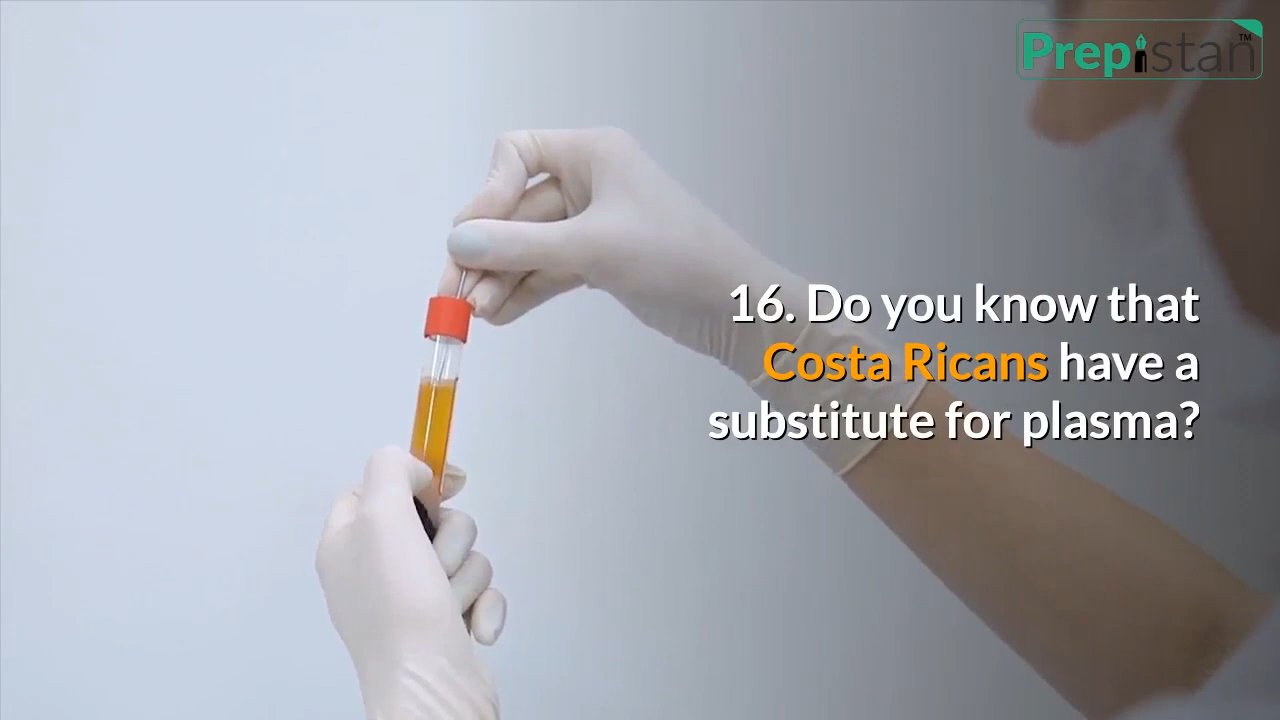 Prepistan™
16. Do you know that
Costa Ricans have a
substitute for plasma?